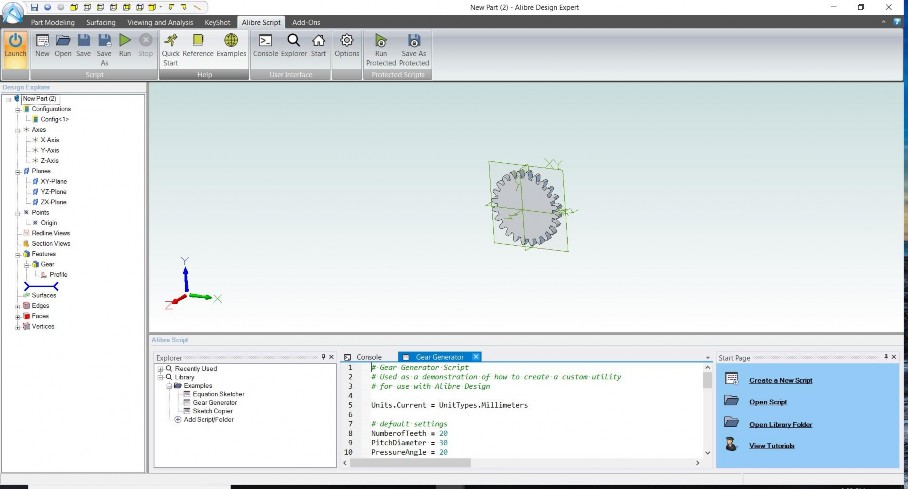 New Part (2) - Alibre Design Expert
Part Modeling Surfacing Viewing and Analysis KeyShot Alibre Script Add-Ons
Launch New Open Save Save As Run Stop Quick Start Reference Examples Console Explorer Start Options Run Protected Save As Protected
Script Help User Interface Protected Scripts
Design Explorer
New Part (2)
Configurations
Config<1>
Axes
X-Axis
Y-Axis
Z-Axis
Planes
XY-Plane
YZ-Plane
ZX-Plane
Points
Origin
Redline Views
Section Views
Features
Gear
Profile
Surfaces
Edges
Faces
Vertices
XY
Y
X
Z
Alibre Script
Explorer
Recently Used
Library
Examples
Equation Sketcher
Gear Generator
Sketch Copier
Add Script/Folder
Console Gear Generator
1 # Gear Generator Script
2 # Used as a demonstration of how to create a custom utility
3 # for use with Alibre Design
4
5 Units.Current = UnitTypes.Millimeters
6
7 # default settings
8 NumberofTeeth = 20
9 PitchDiameter = 30
10 PressureAngle = 20
Start Page
Create a New Script
Open Script
Open Library Folder
View Tutorials